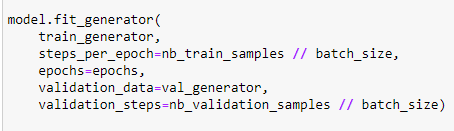 model.fit_generator(
    train_generator,
    steps_per_epoch=nb_train_samples // batch_size,
    epochs=epochs,
    validation_data=val_generator,
    validation_steps=nb_validation_samples // batch_size)